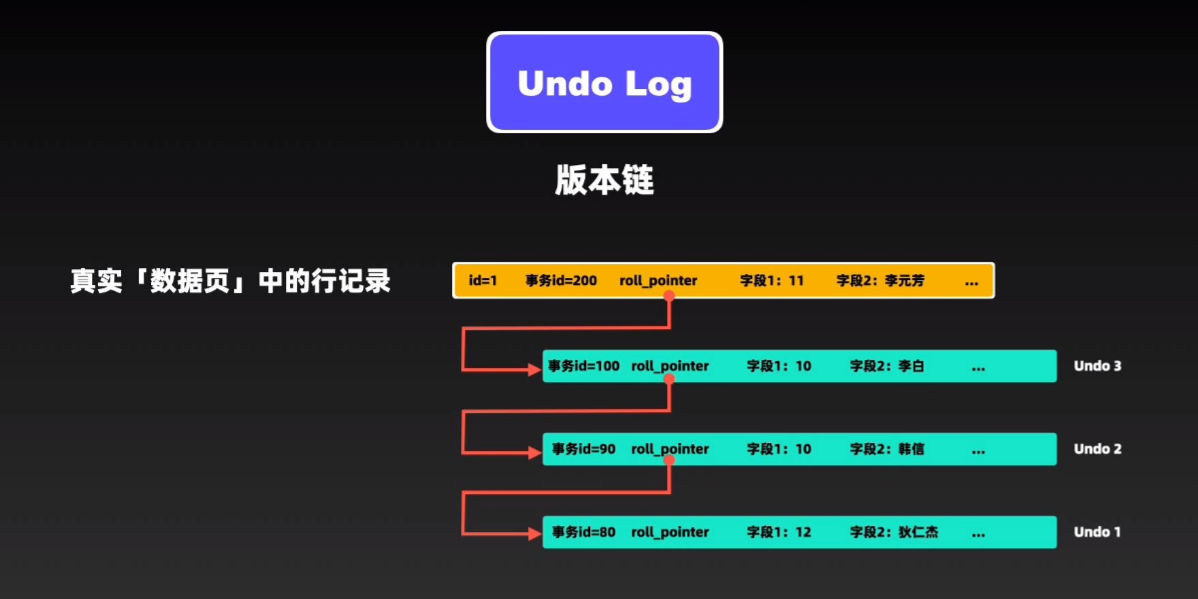 Undo Log
版本链
真实「数据页」中的行记录 id=1 事务id=200 roll_pointer 字段1：11 字段2：李元芳 ...
事务id=100 roll_pointer 字段1：10 字段2：李白 ... Undo 3
事务id=90 roll_pointer 字段1：10 字段2：韩信 ... Undo 2
事务id=80 roll_pointer 字段1：12 字段2：狄仁杰 ... Undo 1